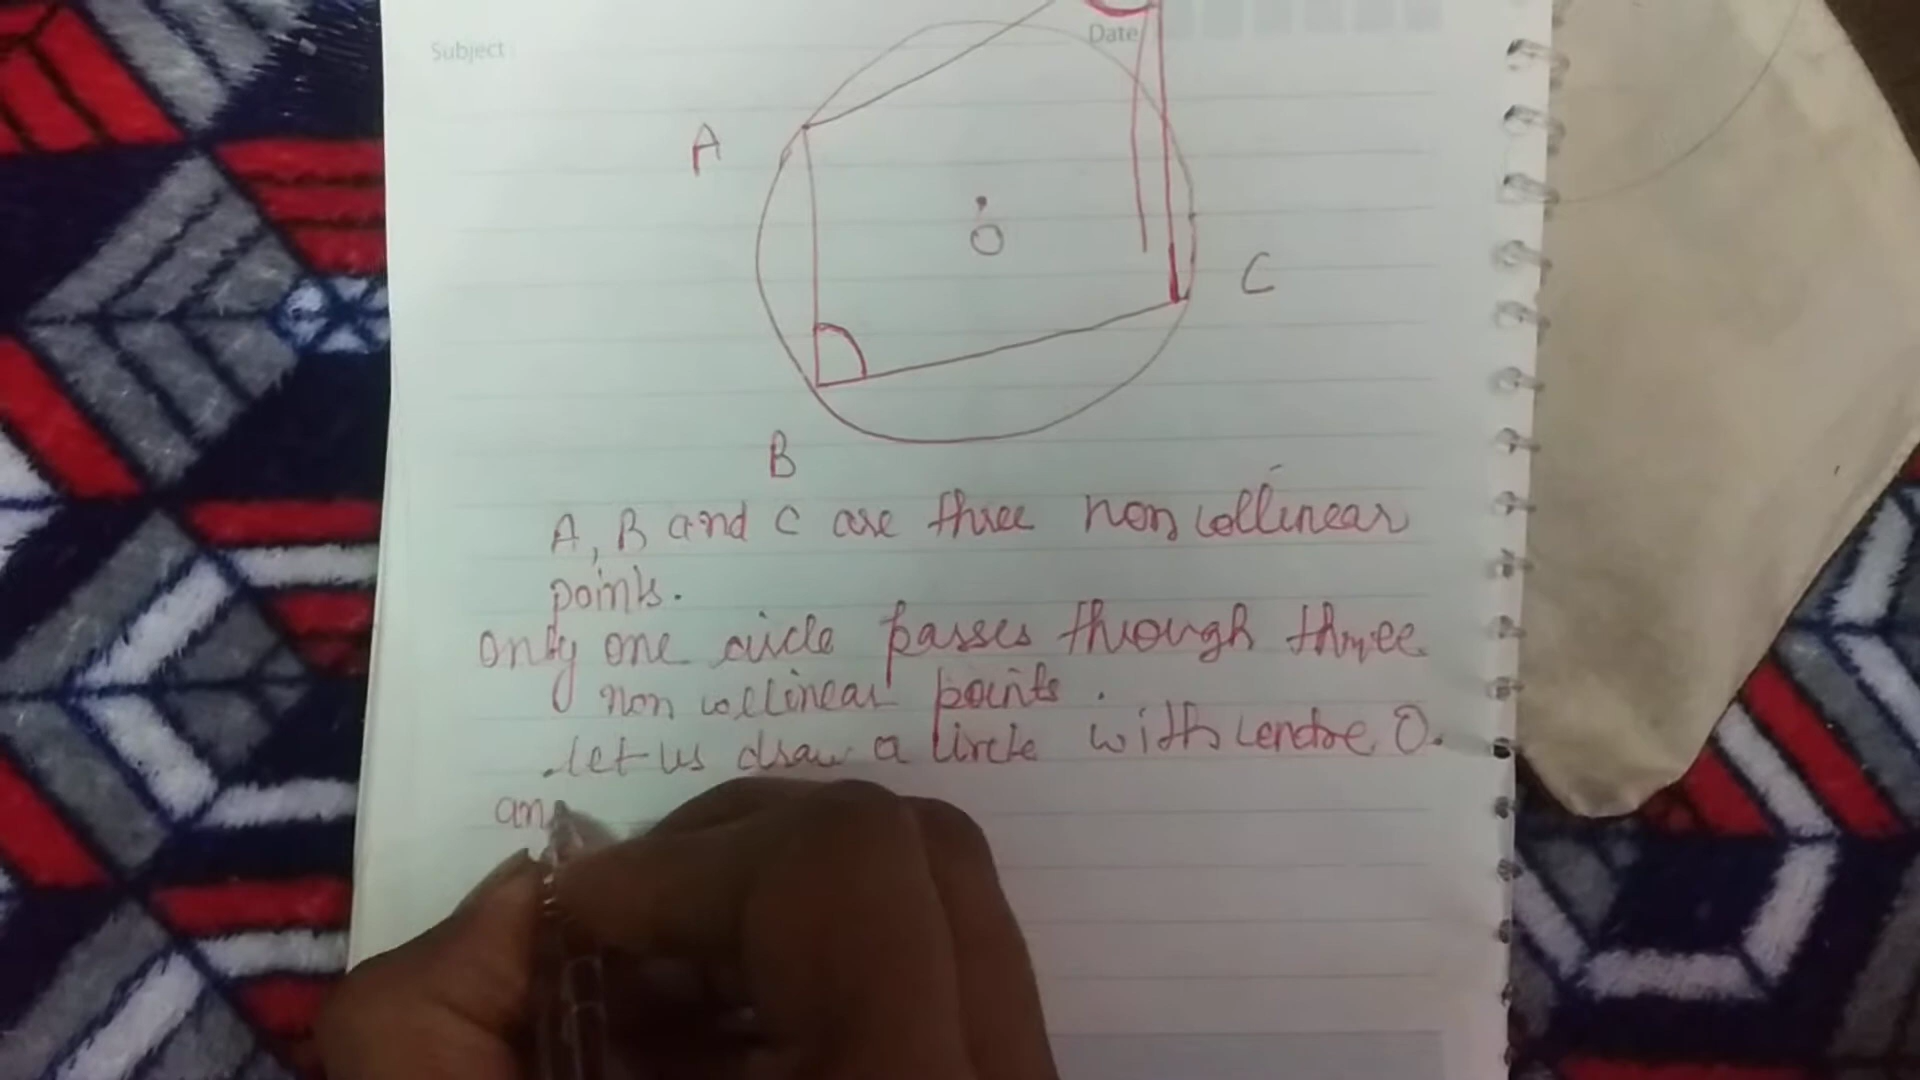 Subject
Date
A
O
C
B
A, B and C are three non collinear
points.
only one circle passes through three
non collinear points.
.let us draw a circle with centre O.
an